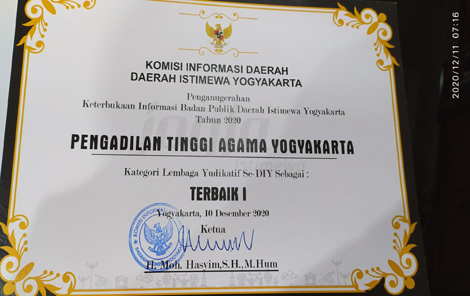 KOMISI INFORMASI DAERAH
DAERAH ISTIMEWA YOGYAKARTA
Penganugerahan
Keterbukaan Informasi Badan Publik Daerah Istimewa Yogyakarta
Tahun 2020
PENGADILAN TINGGI AGAMA YOGYAKARTA
istimewa
Kategori Lembaga Yudikatif Se-DIY Sebagai :
TERBAIK I
Yogyakarta, 10 Desember 2020
Ketua
H. Moh. Hasyim,S.H.,M.Hum
2020/12/11 07:16